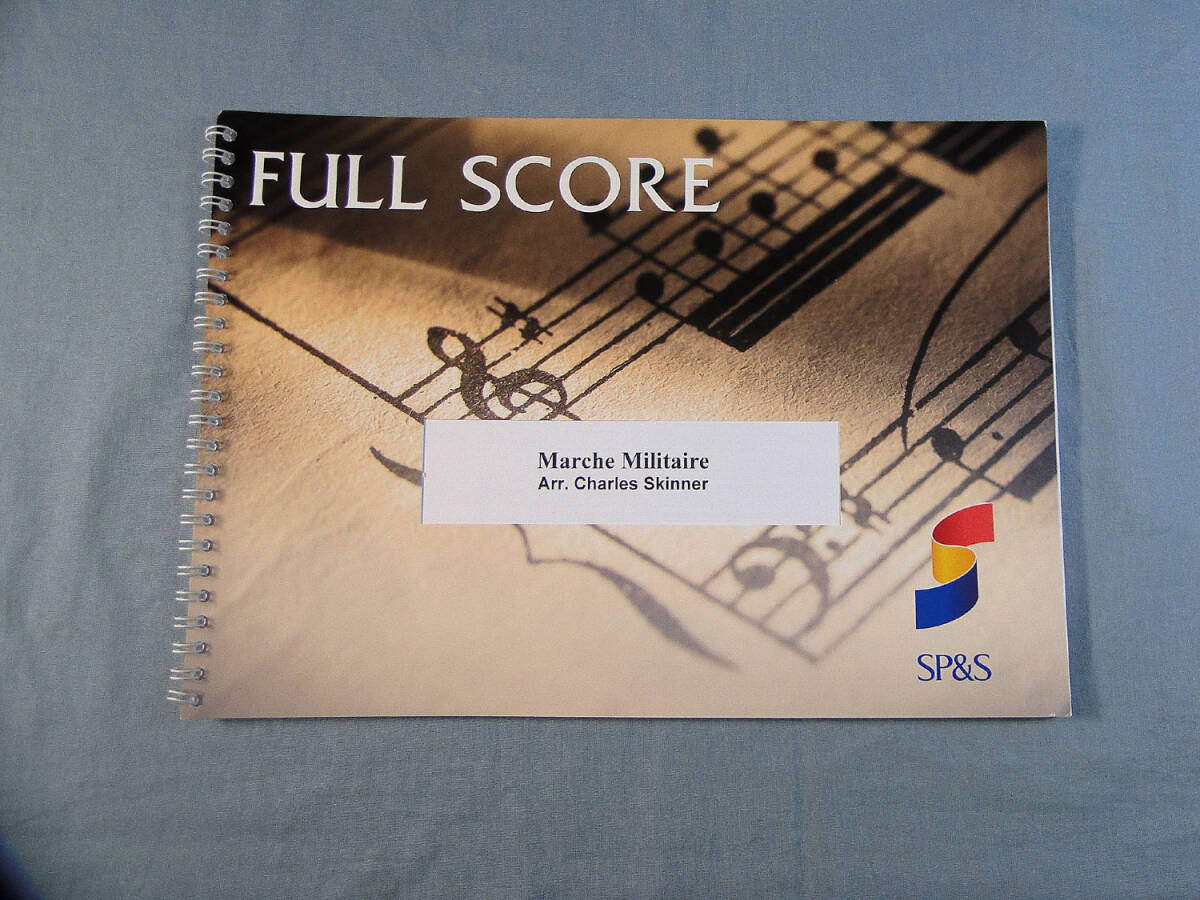 FULL SCORE
Marche Militaire
Arr. Charles Skinner
SP&S